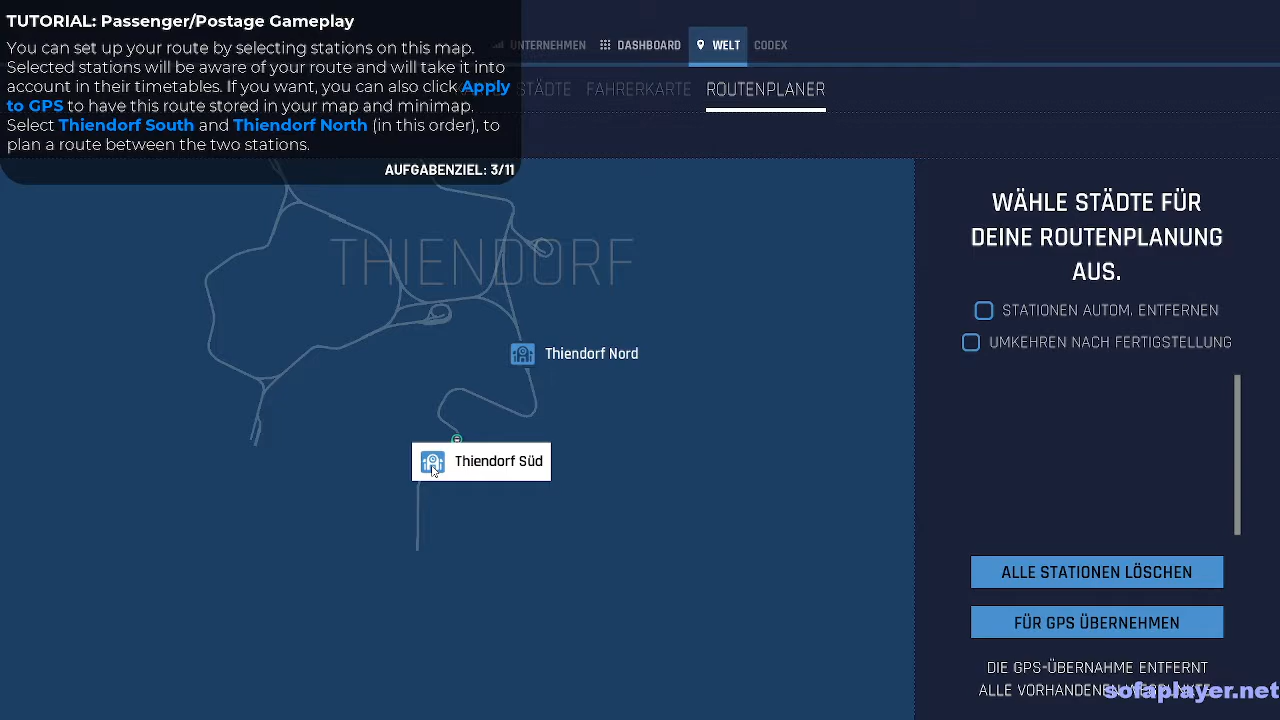 TUTORIAL: Passenger/Postage Gameplay
You can set up your route by selecting stations on this map.
Selected stations will be aware of your route and will take it into
account in their timetables. If you want, you can also click Apply
to GPS to have this route stored in your map and minimap.
Select Thiendorf South and Thiendorf North (in this order), to
plan a route between the two stations.
AUFGABENZIEL: 3/11
UNTERNEHMEN
DASHBOARD
WELT
CODEX
STÄDTE
FAHRERKARTE
ROUTENPLANER
THIENDORF
Thiendorf Nord
Thiendorf Süd
WÄHLE STÄDTE FÜR
DEINE ROUTENPLANUNG
AUS.
STATIONEN AUTOM. ENTFERNEN
UMKEHREN NACH FERTIGSTELLUNG
ALLE STATIONEN LÖSCHEN
FÜR GPS ÜBERNEHMEN
DIE GPS-ÜBERNAHME ENTFERNT
ALLE VORHANDENEN
sofaplayer.net